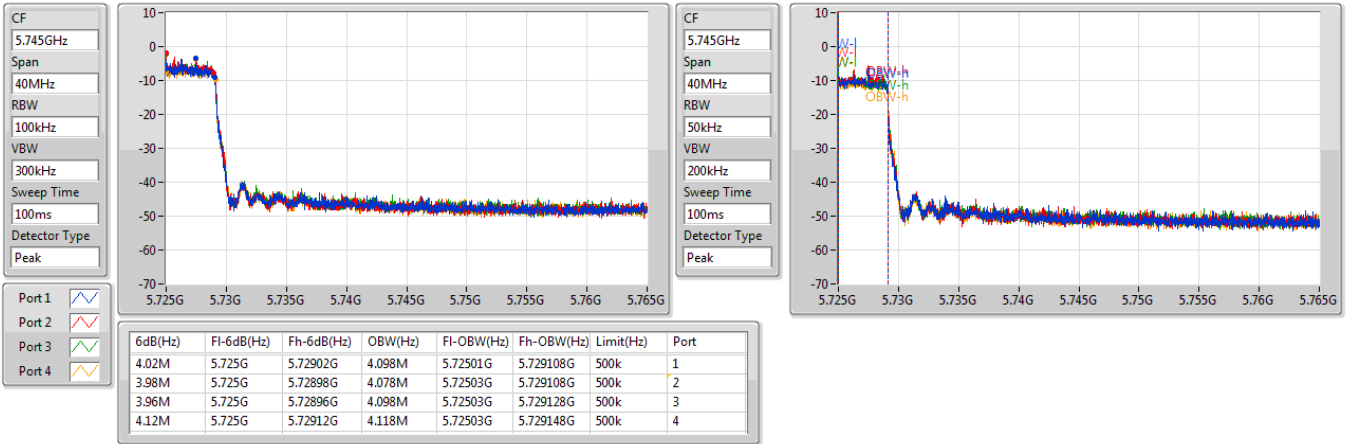 CF
5.745GHz
Span
40MHz
RBW
100kHz
VBW
300kHz
Sweep Time
100ms
Detector Type
Peak
10
0
-10
-20
-30
-40
-50
-60
-70
5.725G 5.73G 5.735G 5.74G 5.745G 5.75G 5.755G 5.76G 5.765G
CF
5.745GHz
Span
40MHz
RBW
50kHz
VBW
200kHz
Sweep Time
100ms
Detector Type
Peak
10
0
-10
-20
-30
-40
-50
-60
-70
W-l
W-l
W-l
OBW-h
OBW-h
5.725G 5.73G 5.735G 5.74G 5.745G 5.75G 5.755G 5.76G 5.765G
Port 1
Port 2
Port 3
Port 4
6dB(Hz) Fl-6dB(Hz) Fh-6dB(Hz) OBW(Hz) Fl-OBW(Hz) Fh-OBW(Hz) Limit(Hz) Port
4.02M 5.725G 5.72902G 4.098M 5.72501G 5.729108G 500k 1
3.98M 5.725G 5.72898G 4.078M 5.72503G 5.729108G 500k 2
3.96M 5.725G 5.72896G 4.098M 5.72503G 5.729128G 500k 3
4.12M 5.725G 5.72912G 4.118M 5.72503G 5.729148G 500k 4